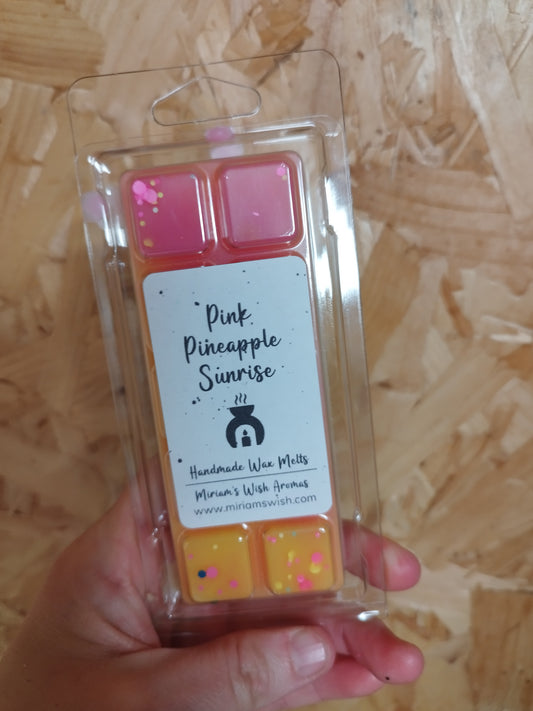 Pink
Pineapple
Sunrise
Handmade Wax Melts
Miriam's Wish Aromas
www.miriamswish.com